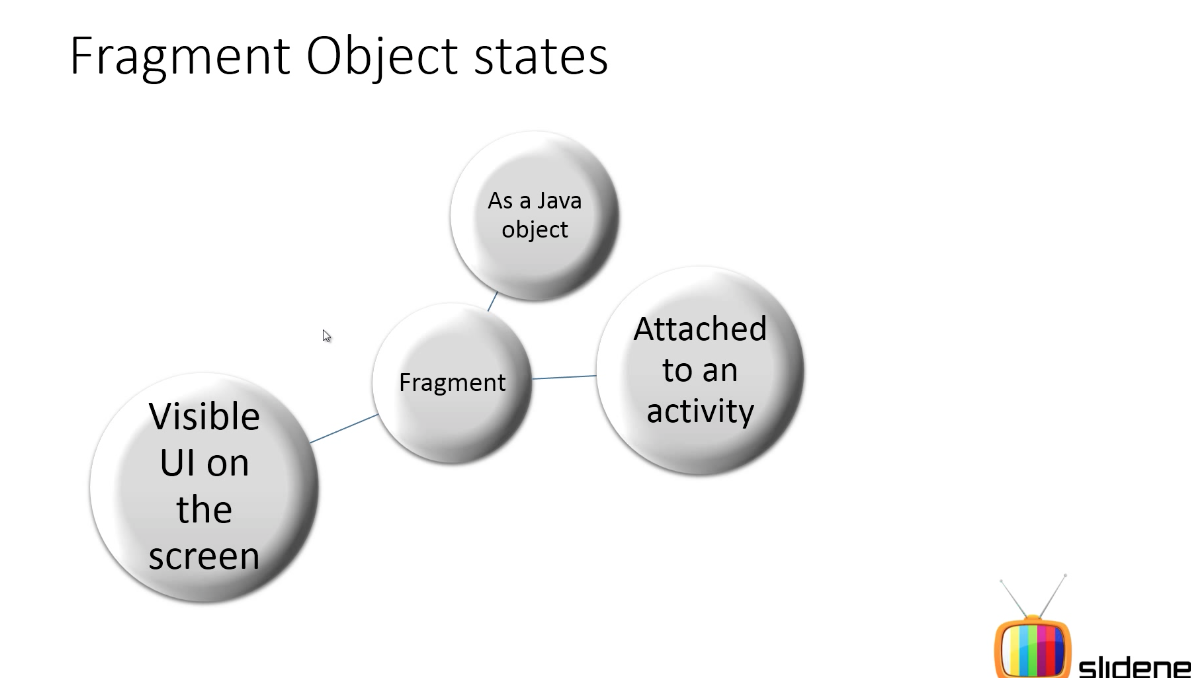 Fragment Object states
As a Java
object
Attached
to an
activity
Fragment
Visible
UI on
the
screen
slidene